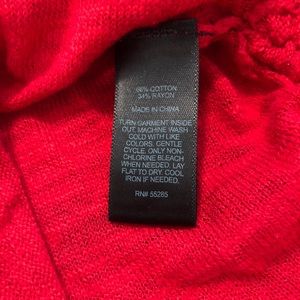 66% COTTON
34% RAYON
MADE IN CHINA
TURN GARMENT INSIDE
OUT. MACHINE WASH
COLD WITH LIKE
COLORS. GENTLE
CYCLE. ONLY NON-
CHLORINE BLEACH
WHEN NEEDED. LAY
FLAT TO DRY. COOL
IRON IF NEEDED.
RN# 55285